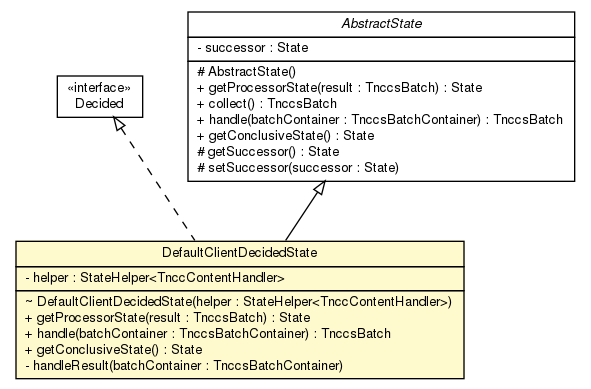 AbstractState
- successor : State
# AbstractState()
+ getProcessorState(result : TnccsBatch) : State
+ collect() : TnccsBatch
+ handle(batchContainer : TnccsBatchContainer) : TnccsBatch
+ getConclusiveState() : State
# getSuccessor() : State
# setSuccessor(successor : State)
«interface»
Decided
DefaultClientDecidedState
- helper : StateHelper<TnccContentHandler>
~ DefaultClientDecidedState(helper : StateHelper<TnccContentHandler>)
+ getProcessorState(result : TnccsBatch) : State
+ handle(batchContainer : TnccsBatchContainer) : TnccsBatch
+ getConclusiveState() : State
- handleResult(batchContainer : TnccsBatchContainer)